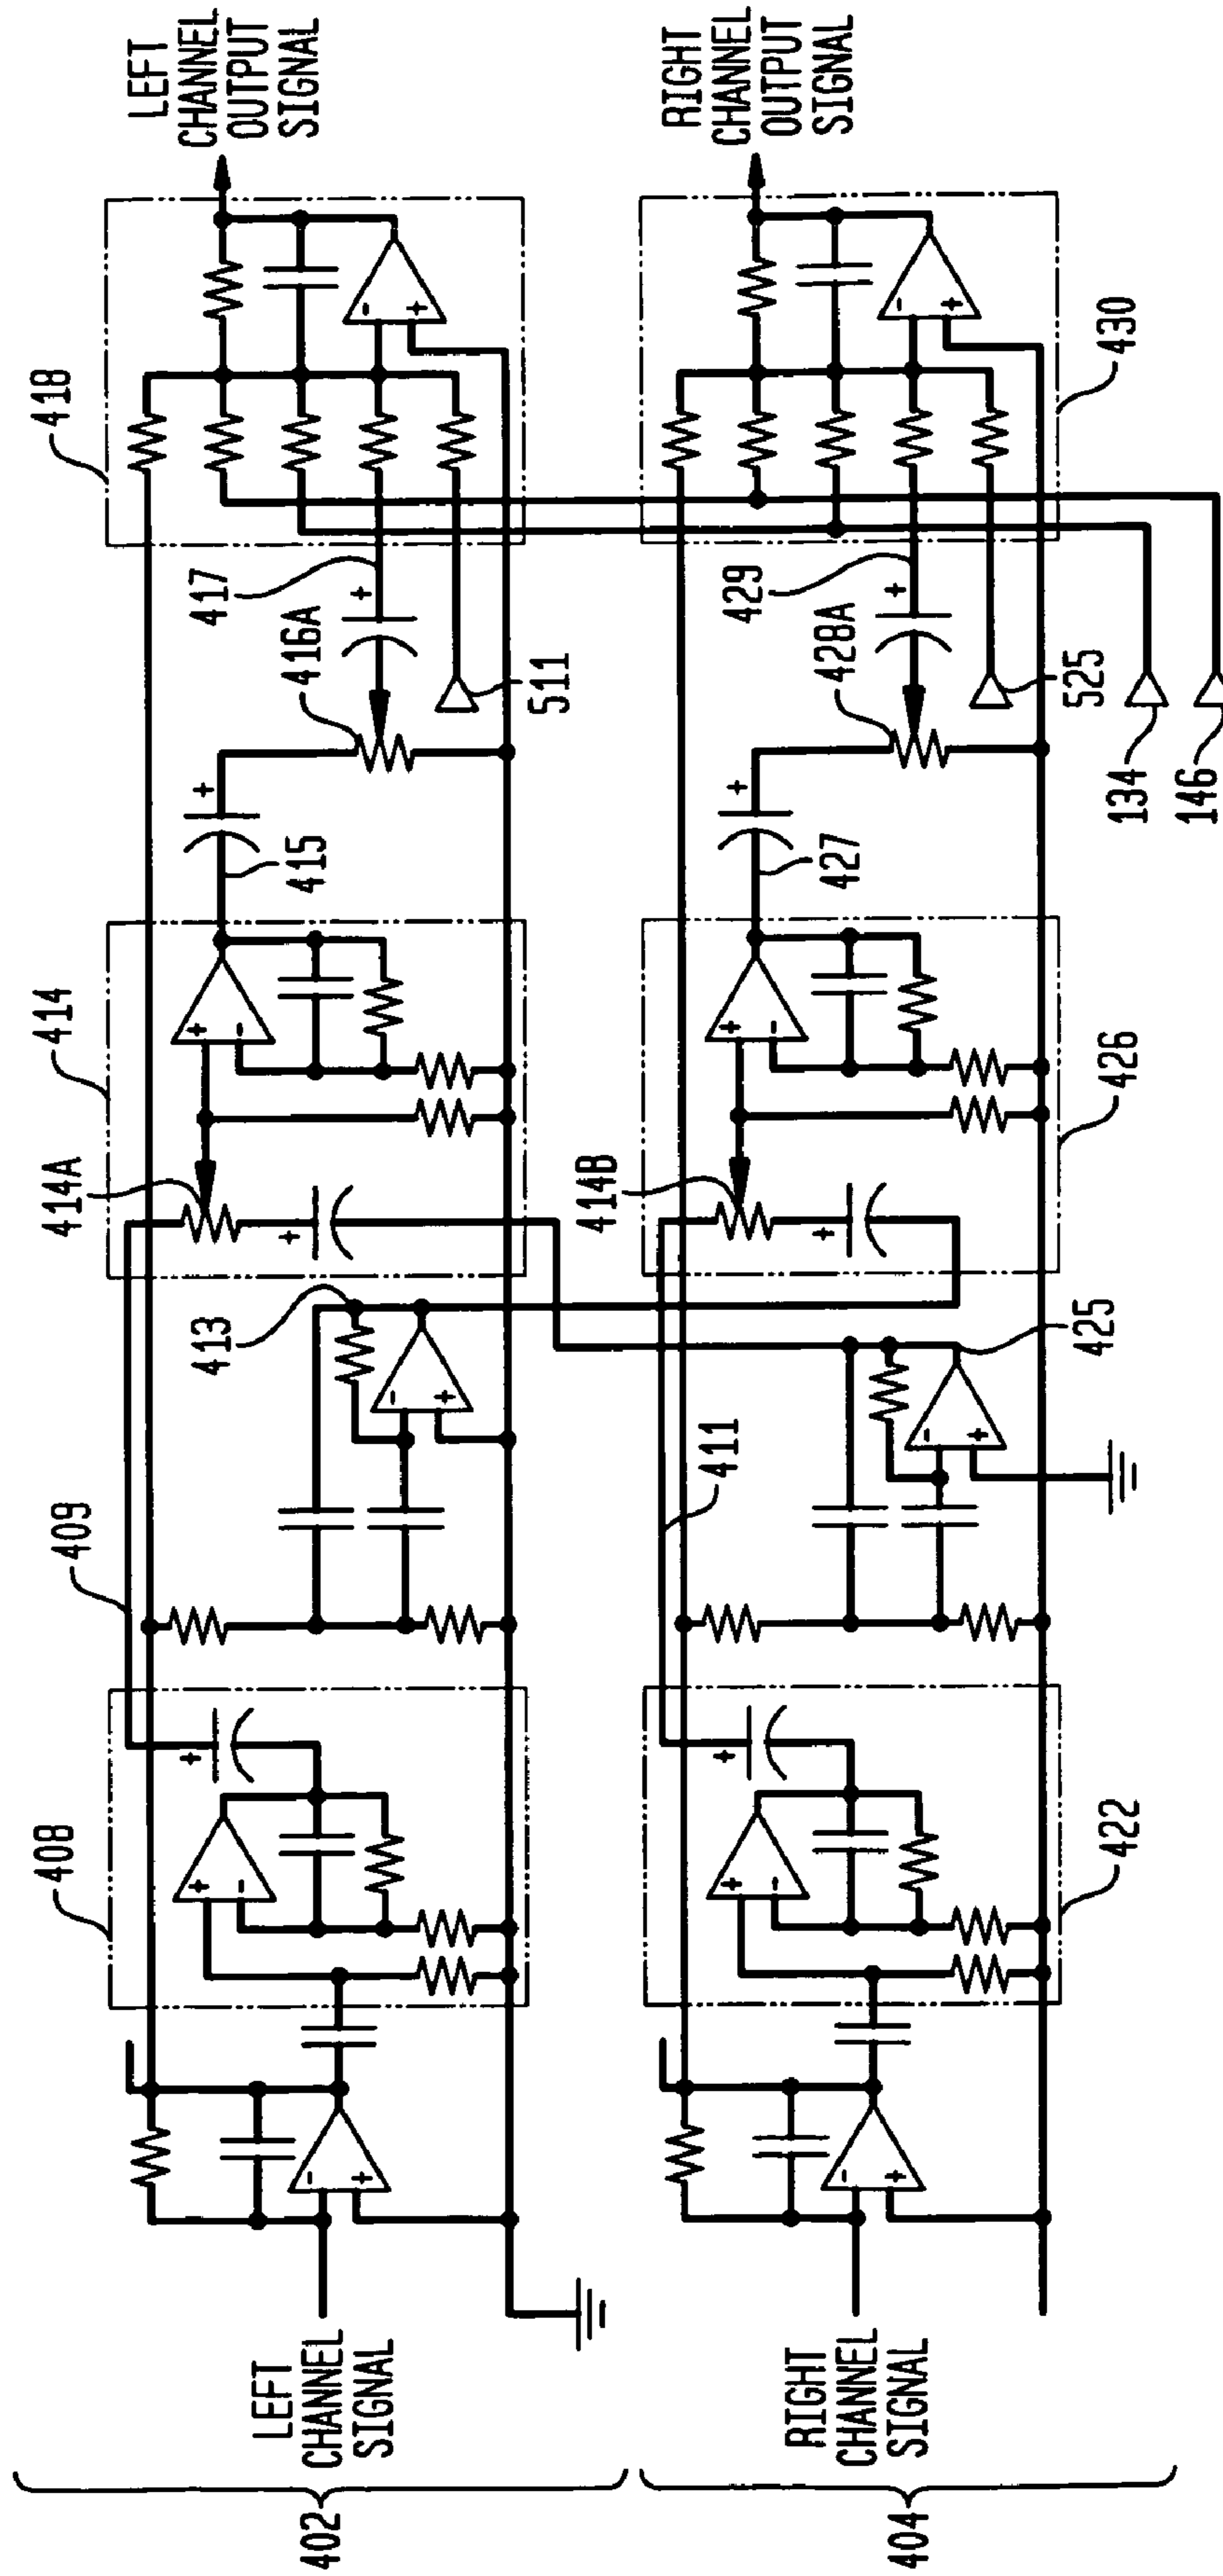 402
LEFT
CHANNEL
SIGNAL
408
+
-
+
-
+
409
-
+
413
414A
+
414
+
-
415
+
416A
417
+
511
418
-
+
LEFT
CHANNEL
OUTPUT
SIGNAL
404
RIGHT
CHANNEL
SIGNAL
422
-
+
+
-
+
411
-
+
425
414B
+
426
+
-
427
+
428A
429
+
525
134
146
430
-
+
RIGHT
CHANNEL
OUTPUT
SIGNAL